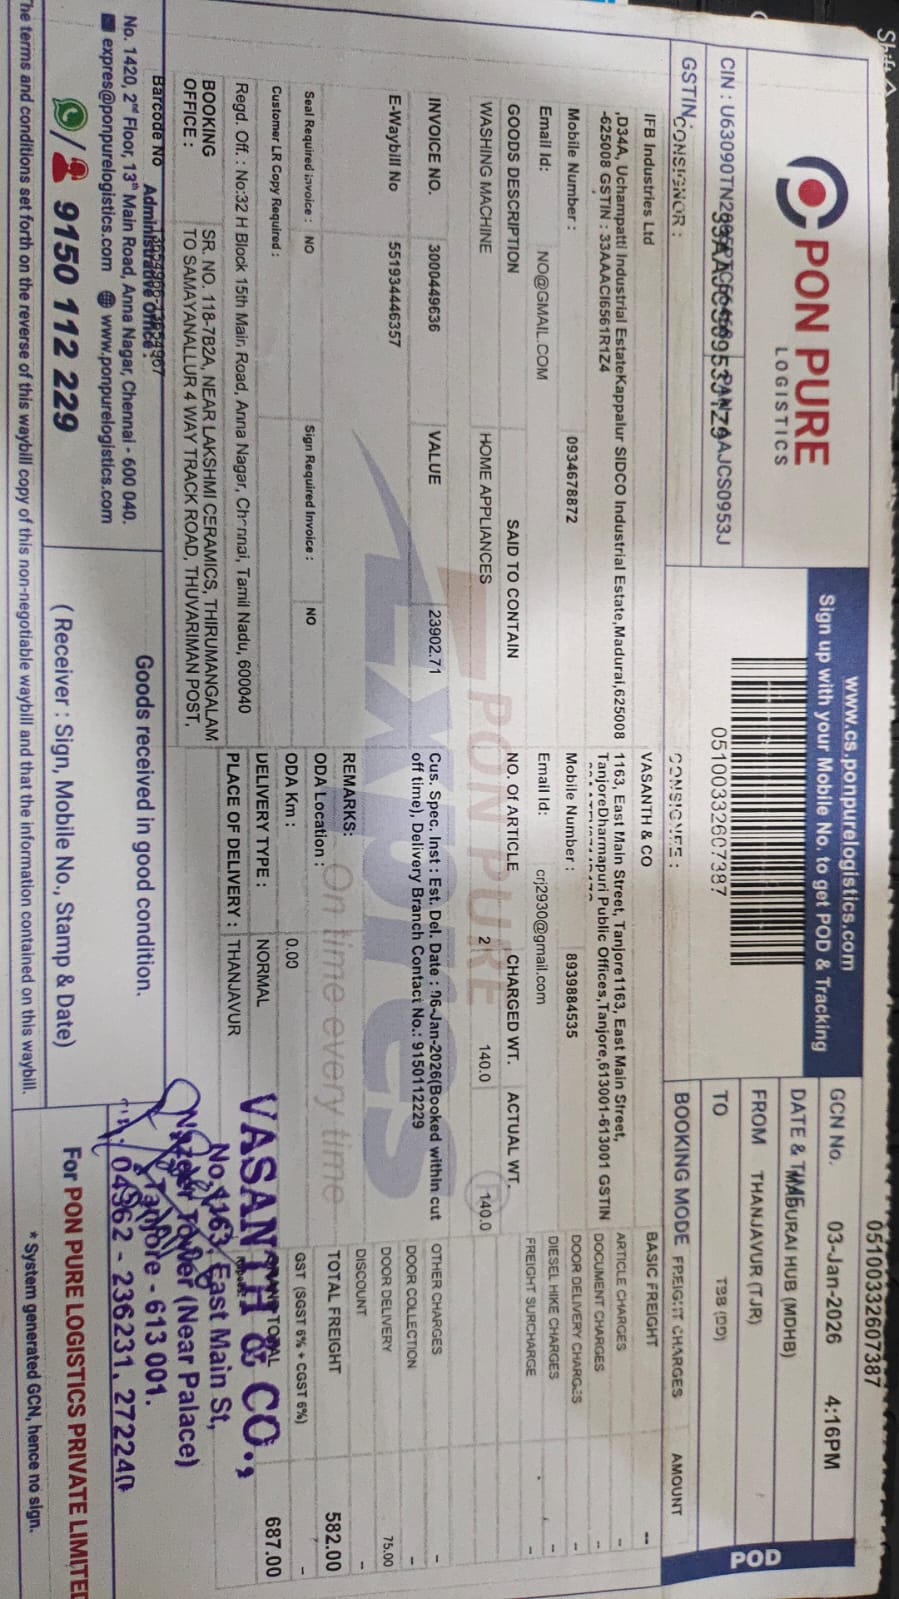 05100332607387
PON PURE
LOGISTICS
www.cs.ponpurelogistics.com
Sign up with your Mobile No. to get POD & Tracking
05100332607387
GCN No. 03-Jan-2026 4:16PM
DATE & TIME
MADURAI HUB (MDHB)
FROM THANJAVUR (TJR)
TO TBB (DD)
POD
CIN :
GSTIN :
CONSIGNOR :
IFB Industries Ltd
,D34A, Uchampatti Industrial EstateKappalur SIDCO Industrial Estate,Madurai,625008
-625008 GSTIN : 33AAACI6561R1Z4
Mobile Number : 0934678872
Email Id: NO@GMAIL.COM
CONSIGNEE :
VASANTH & CO
1163, East Main Street, Tanjore1163, East Main Street,
TanjoreDharmapuri Public Offices,Tanjore,613001-613001 GSTIN
Mobile Number : 8939884535
Email Id: crj2930@gmail.com
GOODS DESCRIPTION SAID TO CONTAIN NO. Of ARTICLE CHARGED WT. ACTUAL WT.
WASHING MACHINE HOME APPLIANCES 2 140.0 140.0
INVOICE NO. 3000449636 VALUE 23902.71
E-Waybill No 551934446357
Cus. Spec. Inst : Est. Del. Date : 06-Jan-2026(Booked within cut
off time), Delivery Branch Contact No.: 9150112229
PON PURE
Expres
On time every time
REMARKS:
Seal Required Invoice : NO Sign Required Invoice : NO
ODA Location :
Customer LR Copy Required :
ODA Km : 0.00
DELIVERY TYPE : NORMAL
PLACE OF DELIVERY : THANJAVUR
Regd. Off. : No:32 H Block 15th Main Road, Anna Nagar, Chennai, Tamil Nadu, 600040
BOOKING OFFICE :
SR. NO. 118-7B2A, NEAR LAKSHMI CERAMICS, THIRUMANGALAM
TO SAMAYANALLUR 4 WAY TRACK ROAD, THUVARIMAN POST,
BOOKING MODE FREIGHT CHARGES AMOUNT
BASIC FREIGHT --
ARTICLE CHARGES -
DOCUMENT CHARGES -
DOOR DELIVERY CHARGES -
DIESEL HIKE CHARGES -
FREIGHT SURCHARGE -
OTHER CHARGES -
DOOR COLLECTION -
DOOR DELIVERY 75.00
DISCOUNT -
TOTAL FREIGHT 582.00
GST (SGST 6% + CGST 6%) -
GRAND TOTAL 687.00
VASANTH & CO.,
No.1163, East Main St,
Nazeer Tower (Near Palace)
Tanjore - 613 001.
04362 - 236231, 272240
Barcode No
Administrative office :
No. 1420, 2nd Floor, 13th Main Road, Anna Nagar, Chennai - 600 040.
expres@ponpurelogistics.com www.ponpurelogistics.com
9150 112 229
Goods received in good condition.
( Receiver : Sign, Mobile No., Stamp & Date)
For PON PURE LOGISTICS PRIVATE LIMITED
* System generated GCN, hence no sign.
The terms and conditions set forth on the reverse of this waybill copy of this non-negotiable waybill and that the information contained on this waybill.